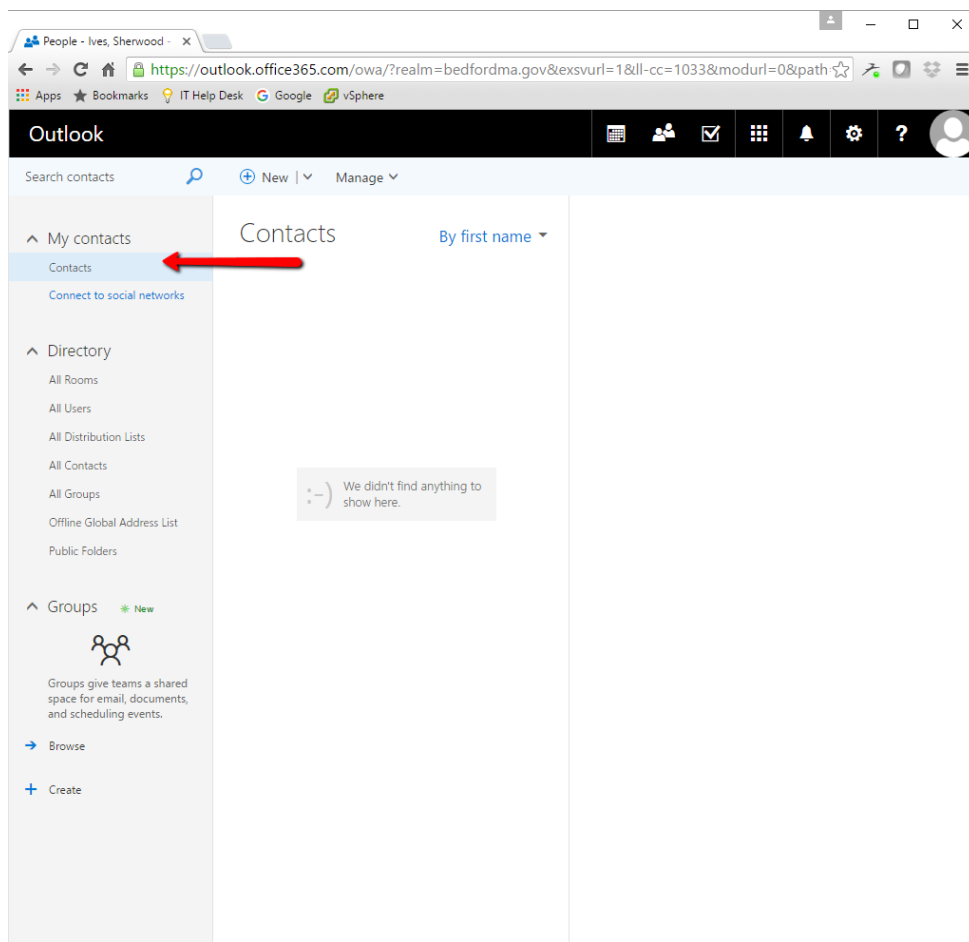 People - Ives, Sherwood -
https://outlook.office365.com/owa/?realm=bedfordma.gov&exsvurl=1&ll-cc=1033&modurl=0&path
Apps Bookmarks IT Help Desk Google vSphere
Outlook
?
Search contacts New Manage
My contacts
Contacts
Connect to social networks
Directory
All Rooms
All Users
All Distribution Lists
All Contacts
All Groups
Offline Global Address List
Public Folders
Groups New
Groups give teams a shared
space for email, documents,
and scheduling events.
Browse
Create
Contacts By first name
:-) We didn't find anything to
show here.